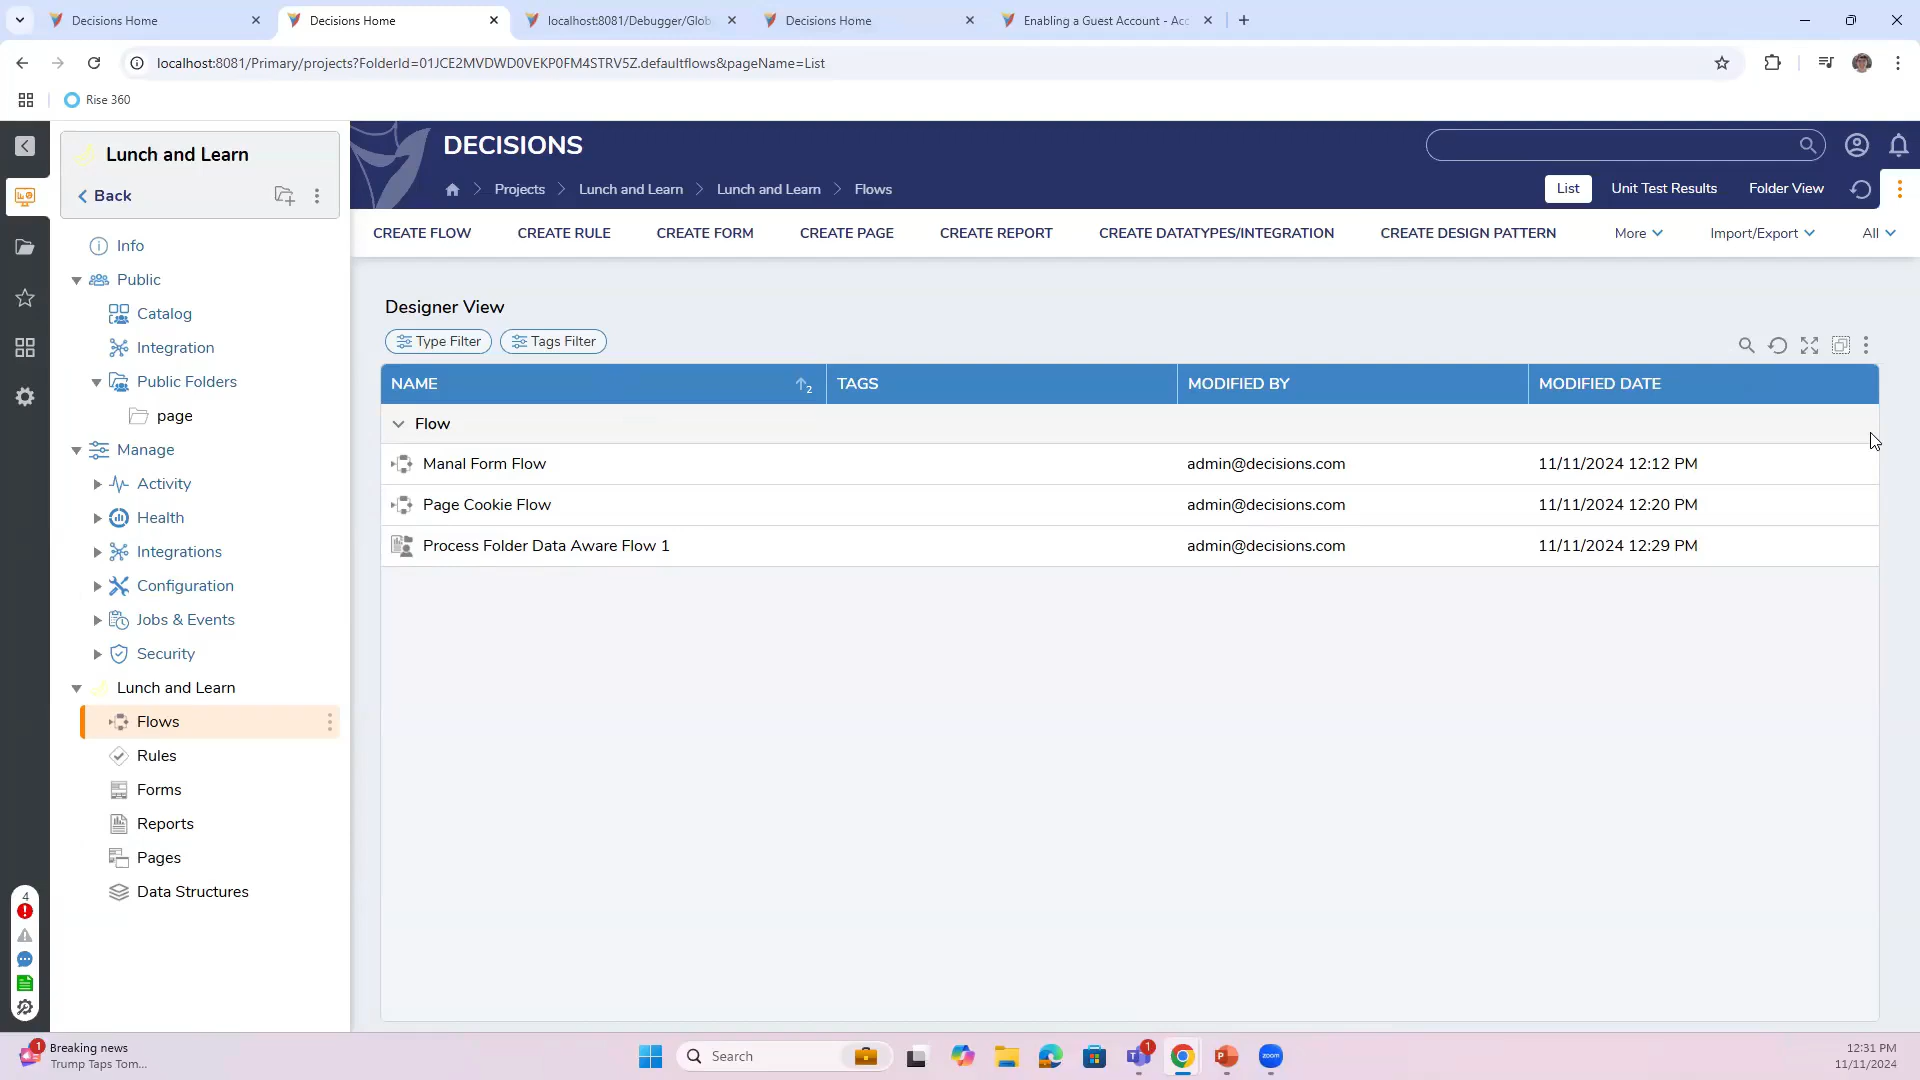 Decisions Home
Decisions Home
localhost:8081/Debugger/Glob
Decisions Home
Enabling a Guest Account - Acc
localhost:8081/Primary/projects?FolderId=01JCE2MVDWD0VEKP0FM4STRV5Z.defaultflows&pageName=List
Rise 360
Lunch and Learn
Back
DECISIONS
Projects
Lunch and Learn
Lunch and Learn
Flows
List
Unit Test Results
Folder View
CREATE FLOW
CREATE RULE
CREATE FORM
CREATE PAGE
CREATE REPORT
CREATE DATATYPES/INTEGRATION
CREATE DESIGN PATTERN
More
Import/Export
All
Info
Public
Catalog
Integration
Public Folders
page
Manage
Activity
Health
Integrations
Configuration
Jobs & Events
Security
Lunch and Learn
Flows
Rules
Forms
Reports
Pages
Data Structures
4
Designer View
Type Filter
Tags Filter
NAME
2
TAGS
MODIFIED BY
MODIFIED DATE
Flow
Manal Form Flow
admin@decisions.com
11/11/2024 12:12 PM
Page Cookie Flow
admin@decisions.com
11/11/2024 12:20 PM
Process Folder Data Aware Flow 1
admin@decisions.com
11/11/2024 12:29 PM
1
Breaking news
Trump Taps Tom...
Search
1
zoom
12:31 PM
11/11/2024